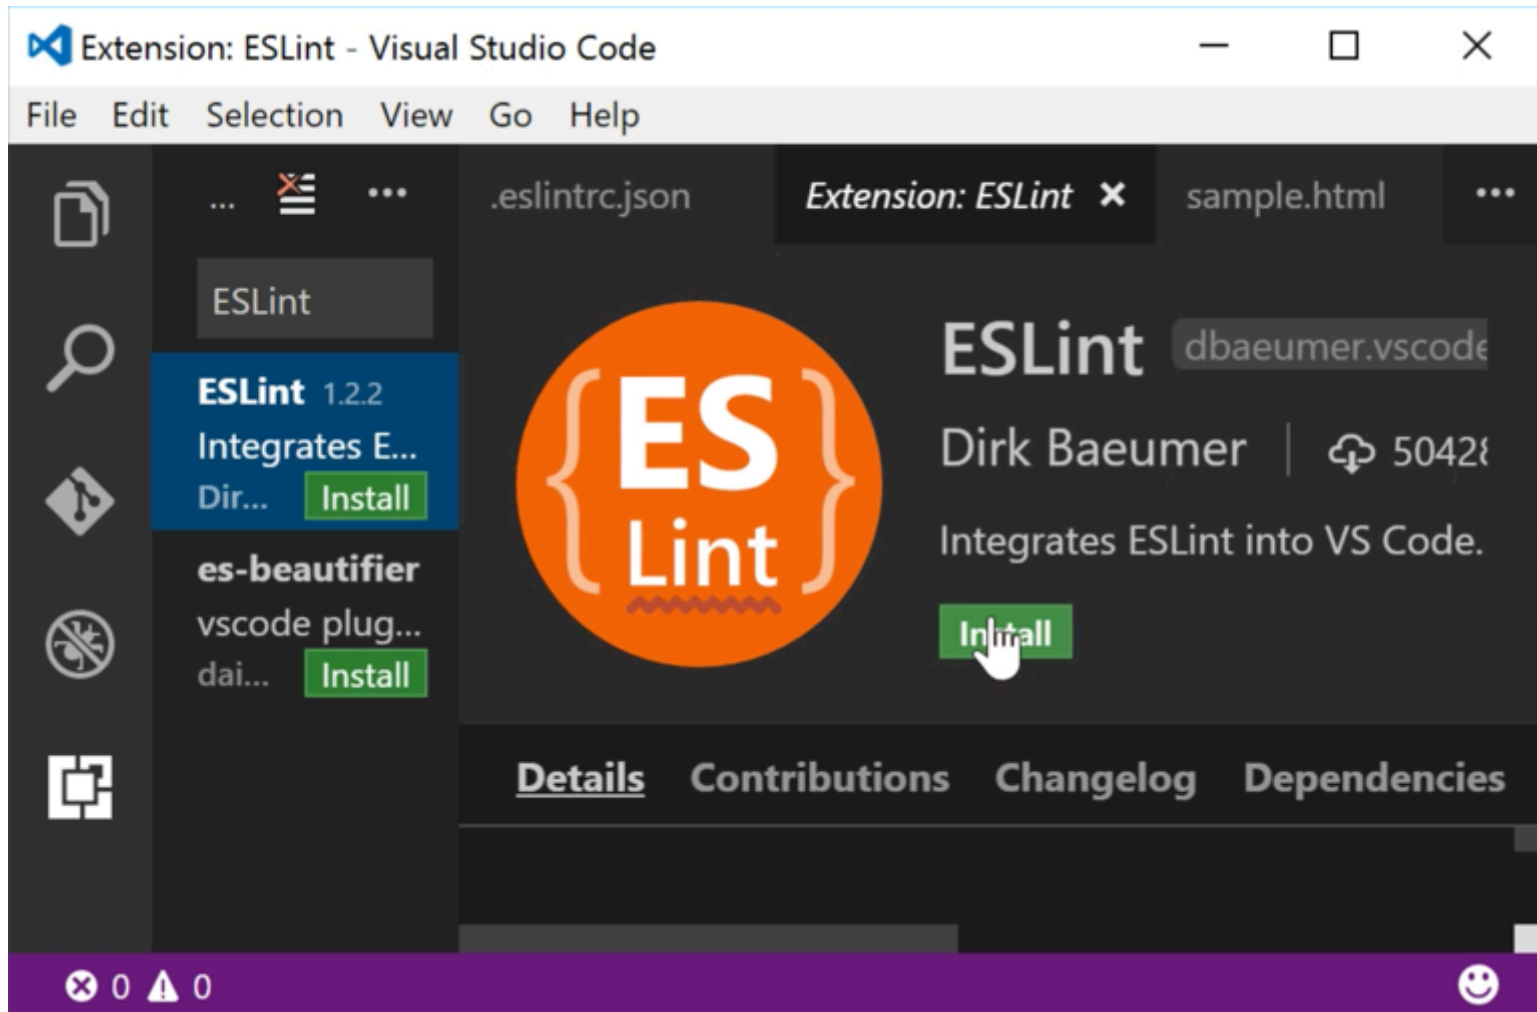 Extension: ESLint - Visual Studio Code
File Edit Selection View Go Help
... ...
.eslintrc.json Extension: ESLint sample.html ...
ESLint
ESLint 1.2.2
Integrates E...
Dir... Install
es-beautifier
vscode plug...
dai... Install
{ES}
Lint
ESLint dbaeumer.vscode
Dirk Baeumer | 50428
Integrates ESLint into VS Code.
Install
Details Contributions Changelog Dependencies
0 0